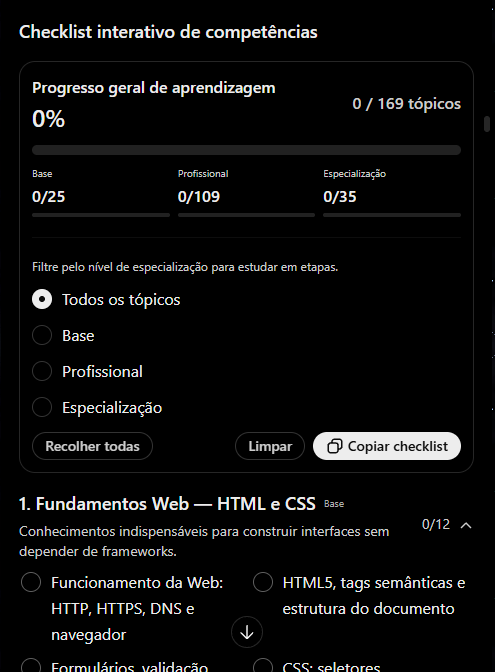 Checklist interativo de competências
Progresso geral de aprendizagem
0%
0 / 169 tópicos
Base
0/25
Profissional
0/109
Especialização
0/35
Filtre pelo nível de especialização para estudar em etapas.
Todos os tópicos
Base
Profissional
Especialização
Recolher todas
Limpar
Copiar checklist
1. Fundamentos Web — HTML e CSS Base
Conhecimentos indispensáveis para construir interfaces sem
depender de frameworks.
0/12
Funcionamento da Web:
HTTP, HTTPS, DNS e
navegador
HTML5, tags semânticas e
estrutura do documento
Formulários, validação
CSS: seletores